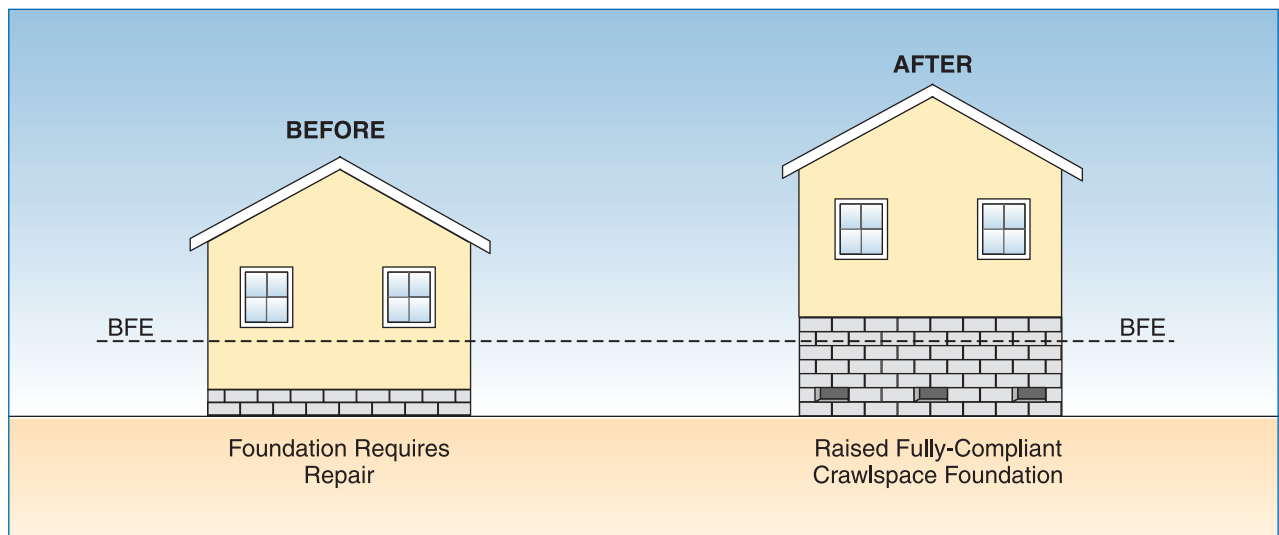 BEFORE
AFTER
BFE
BFE
Foundation Requires
Repair
Raised Fully-Compliant
Crawlspace Foundation